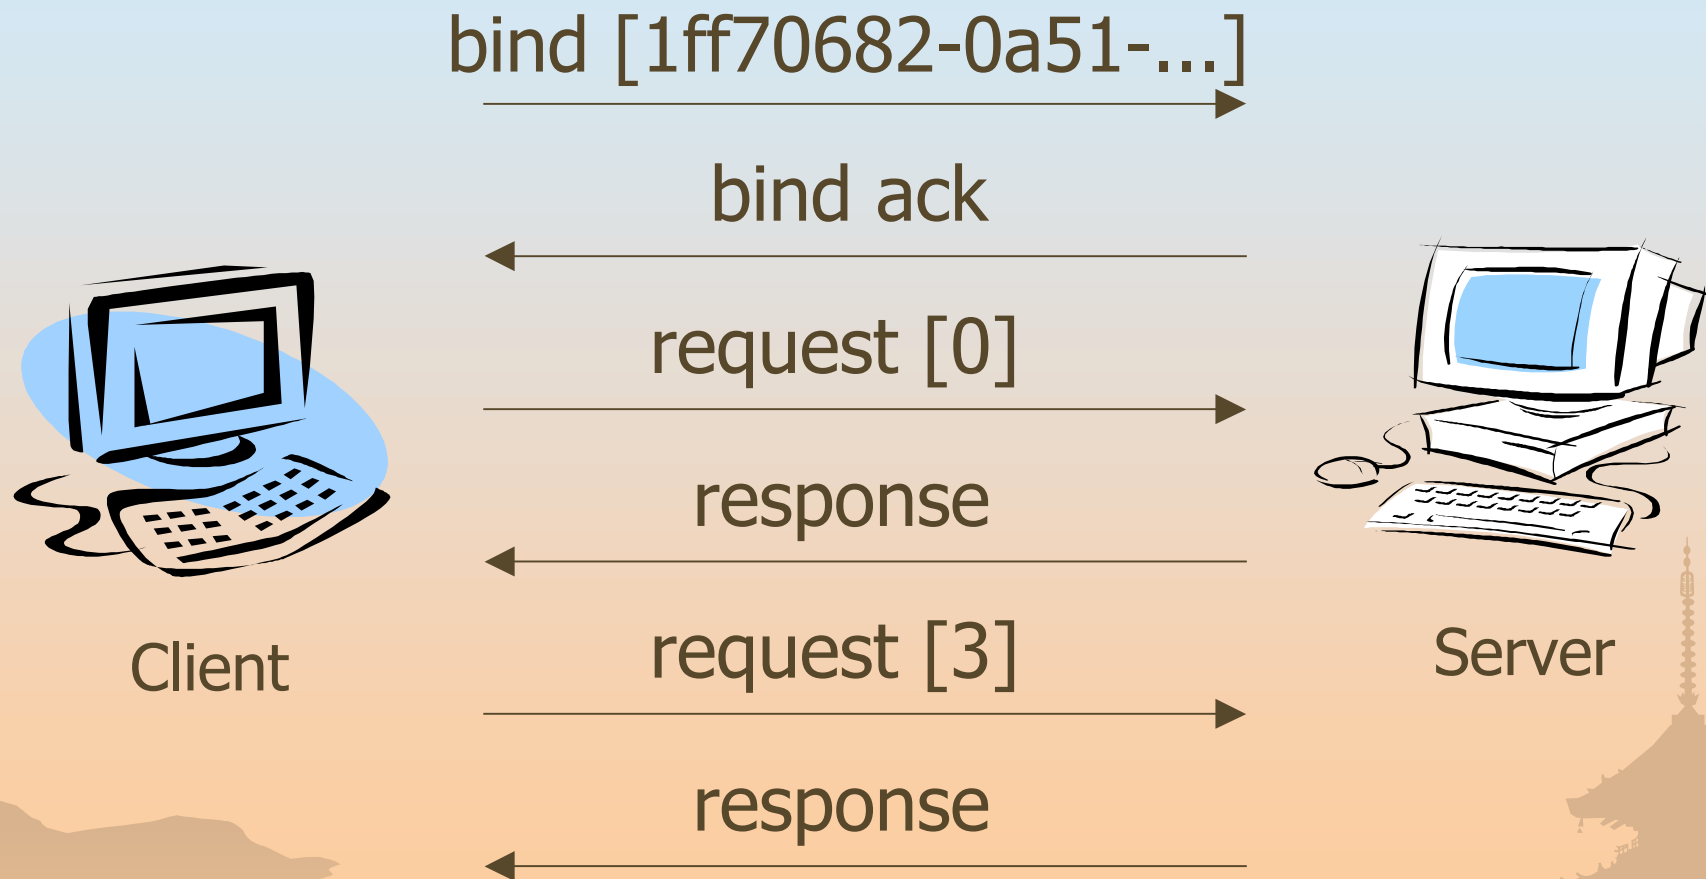 bind [1ff70682-0a51-...]
bind ack
request [0]
response
request [3]
response
Client
Server